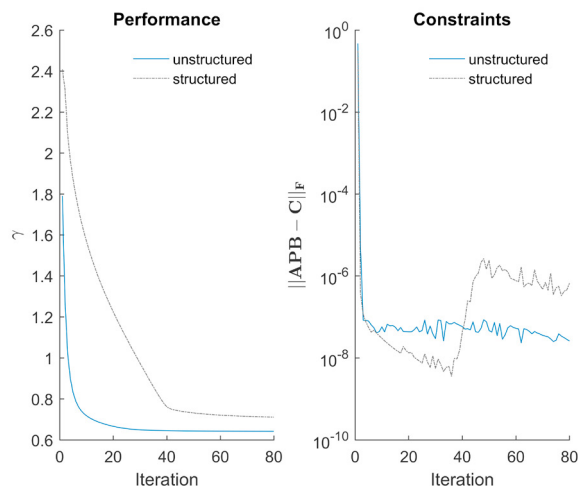 Performance
2.6
2.4
2.2
2
1.8
1.6
1.4
1.2
1
0.8
0.6
γ
0
20
40
60
80
Iteration
unstructured
structured
Constraints
10^0
10^-2
10^-4
10^-6
10^-8
10^-10
||APB − C||_F
0
20
40
60
80
Iteration
unstructured
structured